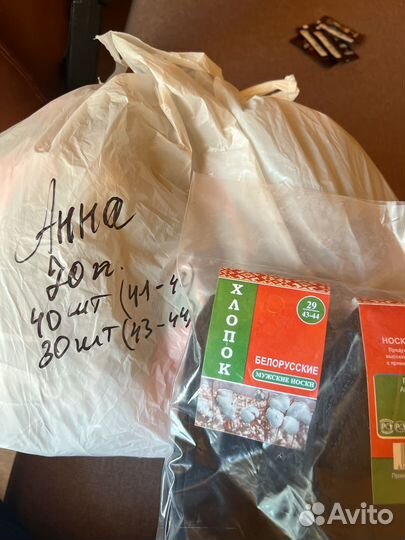 Анна
70 п.
40 шт (41-4
30 шт (43-44
ХЛОПОК
29
43-44
БЕЛОРУССКИЕ
МУЖСКИЕ НОСКИ
НОСК
Avito